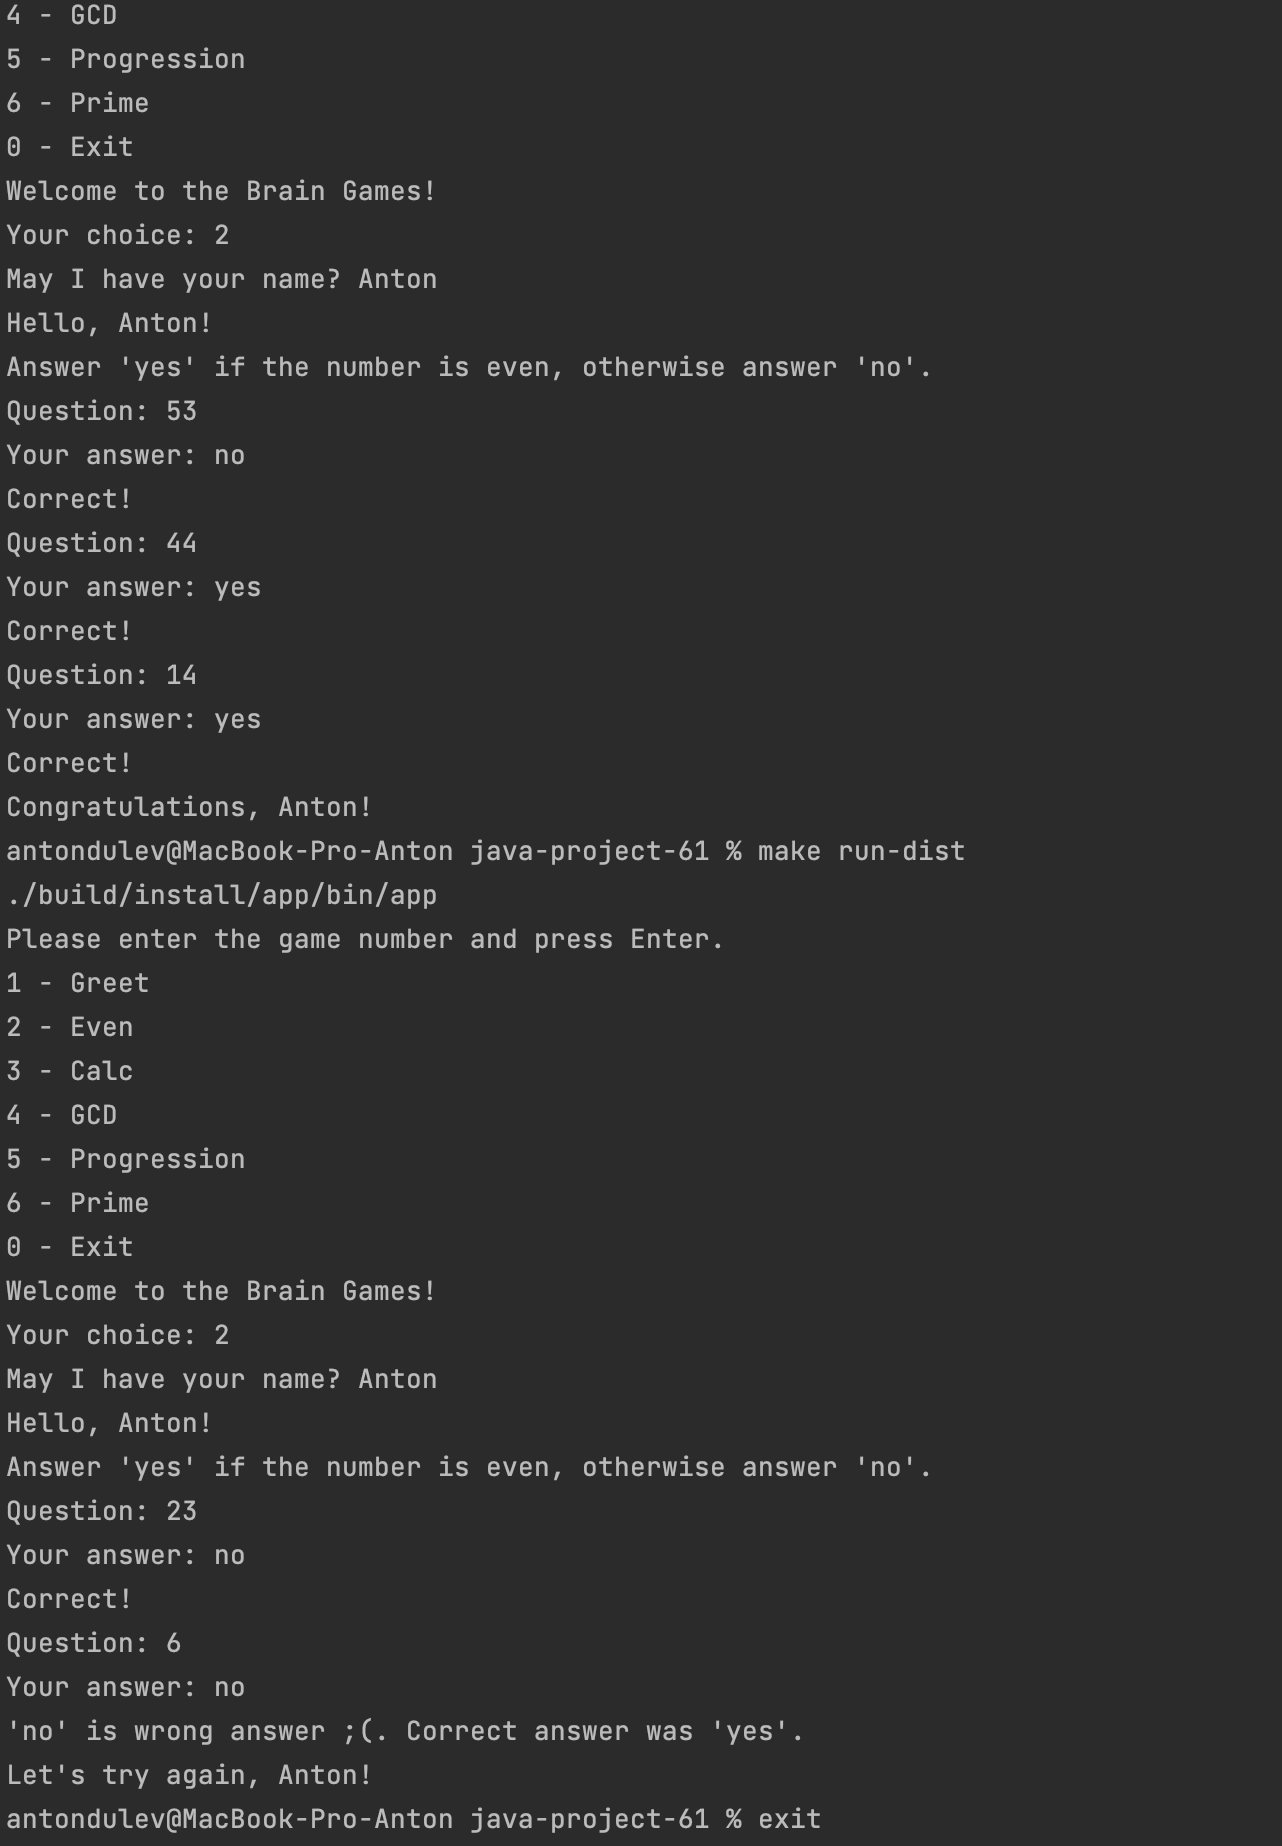 4 - GCD
5 - Progression
6 - Prime
0 - Exit
Welcome to the Brain Games!
Your choice: 2
May I have your name? Anton
Hello, Anton!
Answer 'yes' if the number is even, otherwise answer 'no'.
Question: 53
Your answer: no
Correct!
Question: 44
Your answer: yes
Correct!
Question: 14
Your answer: yes
Correct!
Congratulations, Anton!
antondulev@MacBook-Pro-Anton java-project-61 % make run-dist
./build/install/app/bin/app
Please enter the game number and press Enter.
1 - Greet
2 - Even
3 - Calc
4 - GCD
5 - Progression
6 - Prime
0 - Exit
Welcome to the Brain Games!
Your choice: 2
May I have your name? Anton
Hello, Anton!
Answer 'yes' if the number is even, otherwise answer 'no'.
Question: 23
Your answer: no
Correct!
Question: 6
Your answer: no
'no' is wrong answer ;(. Correct answer was 'yes'.
Let's try again, Anton!
antondulev@MacBook-Pro-Anton java-project-61 % exit